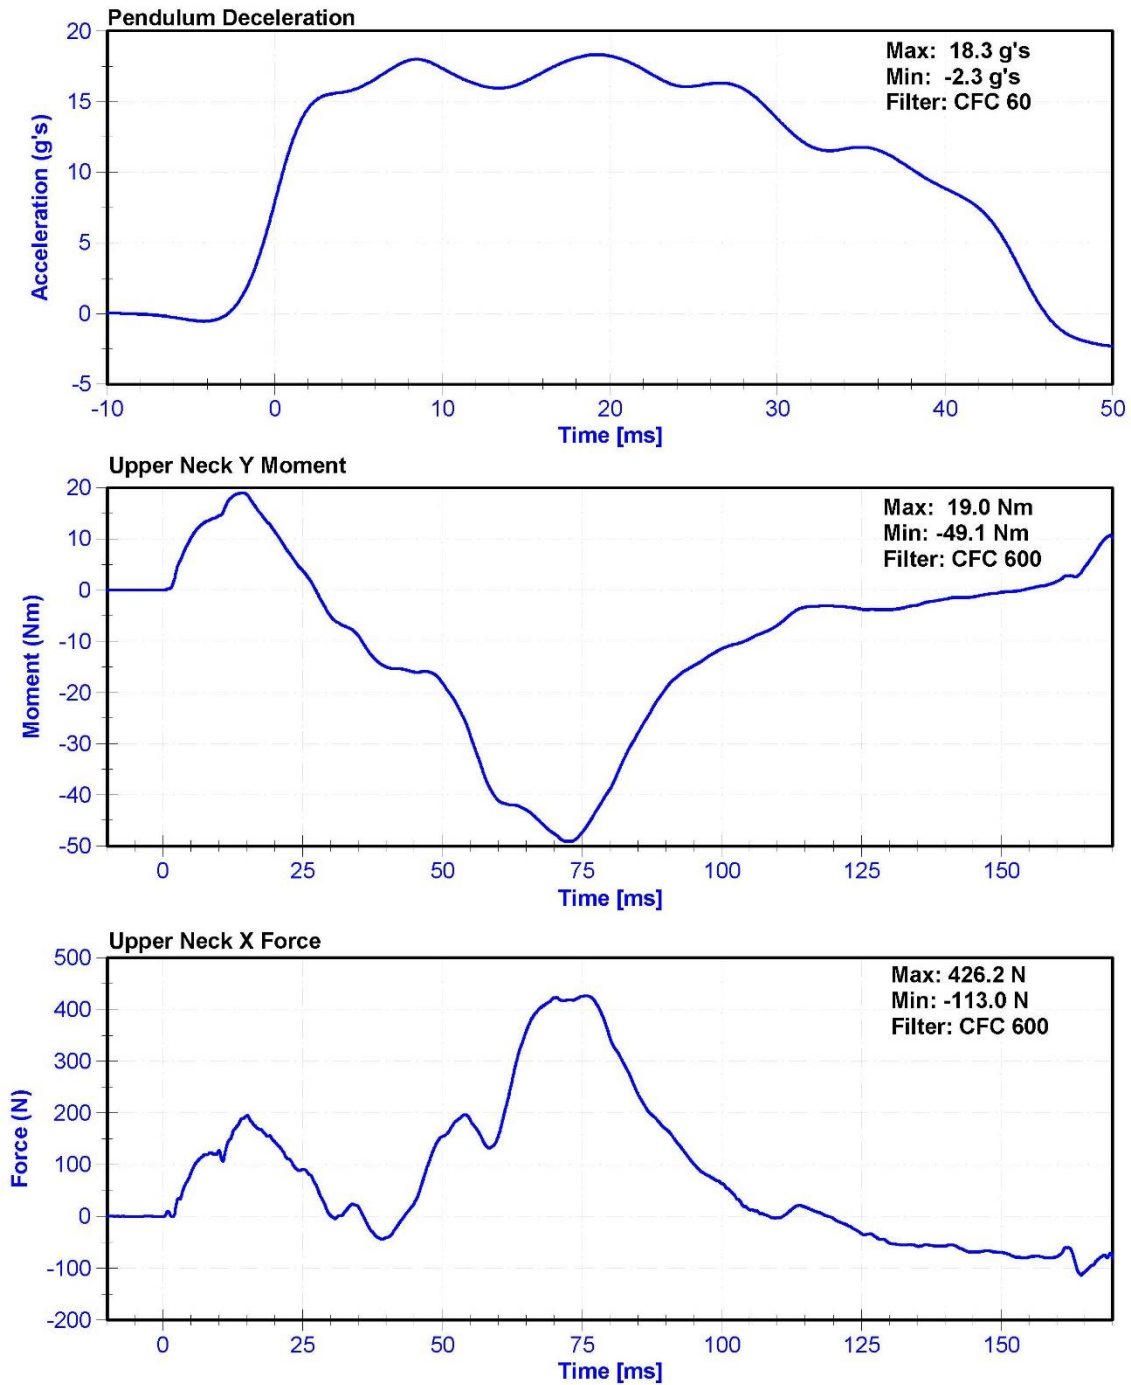 Pendulum Deceleration
Max: 18.3 g's
Min: -2.3 g's
Filter: CFC 60
20
15
10
5
0
-5
Acceleration (g's)
-10 0 10 20 30 40 50
Time [ms]
Upper Neck Y Moment
Max: 19.0 Nm
Min: -49.1 Nm
Filter: CFC 600
20
10
0
-10
-20
-30
-40
-50
Moment (Nm)
0 25 50 75 100 125 150
Time [ms]
Upper Neck X Force
Max: 426.2 N
Min: -113.0 N
Filter: CFC 600
500
400
300
200
100
0
-100
-200
Force (N)
0 25 50 75 100 125 150
Time [ms]